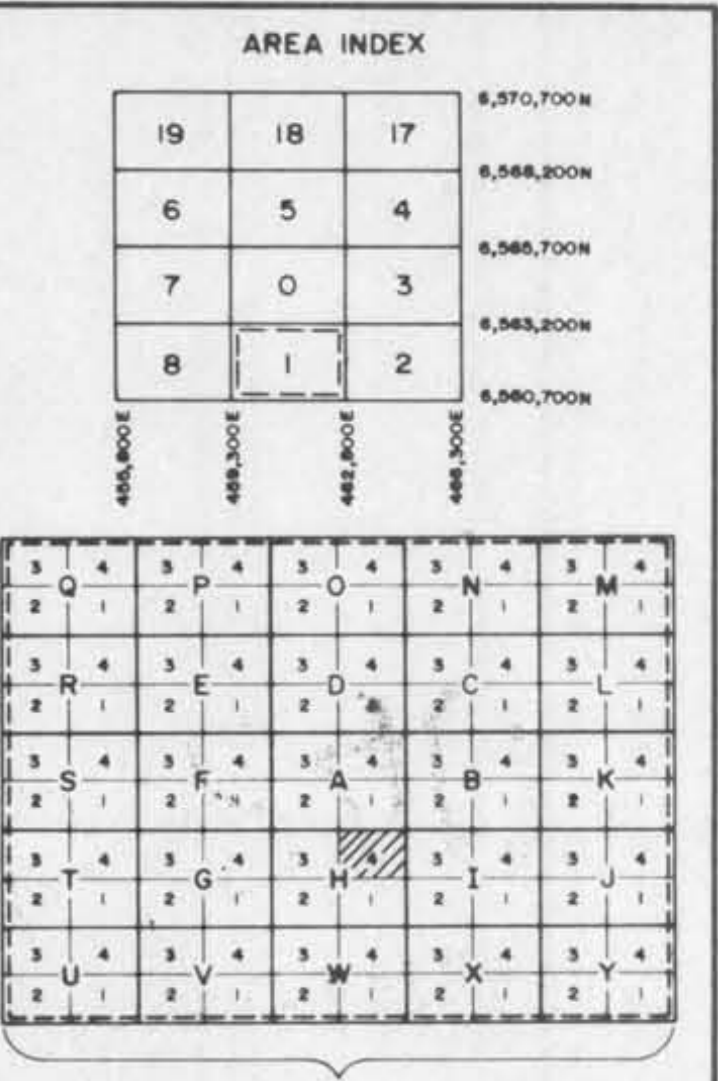 AREA INDEX
6,570,700N
19 18 17
6,568,200N
6 5 4
6,565,700N
7 0 3
6,563,200N
8 1 2
6,560,700N
455,800E 459,300E 462,800E 466,300E
3 4 3 4 3 4 3 4 3 4
Q P O N M
2 1 2 1 2 1 2 1 2 1
3 4 3 4 3 4 3 4 3 4
R E D C L
2 1 2 1 2 2 1 2 1
3 4 3 4 3 4 3 4 3 4
S F A B K
2 2 1 2 1 2 1
3 4 3 4 3 4 3 4 3 4
T G H I J
2 1 2 1 2 1 2 1 2 1
3 4 3 4 3 4 3 4 3 4
U V W X Y
2 1 2 1 2 1 2 1 2 1